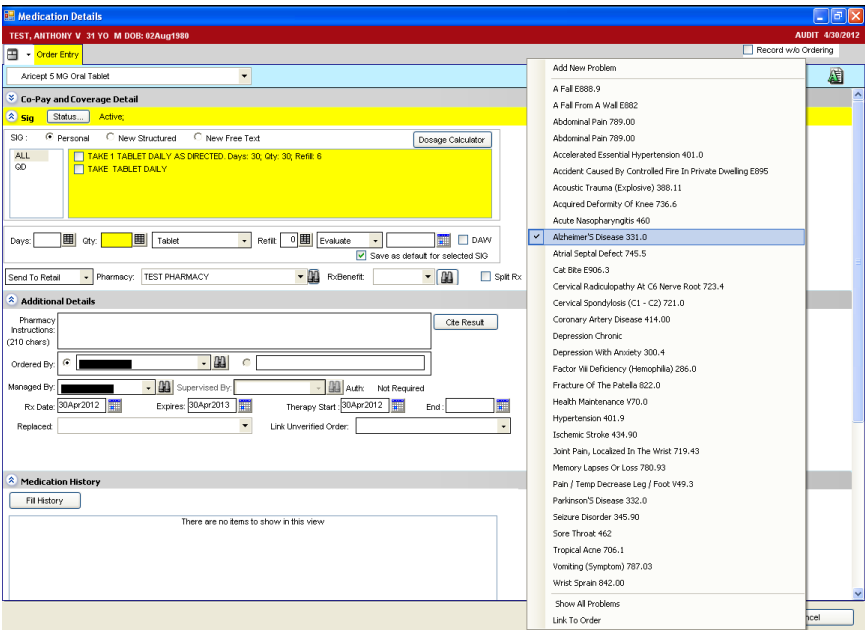 Medication Details
TEST, ANTHONY V 31 YO M DOB: 02Aug1980 AUDIT 4/30/2012
Order Entry Record w/o Ordering
Aricept 5 MG Oral Tablet
Co-Pay and Coverage Detail
Sig Status... Active;
SIG : Personal New Structured New Free Text Dosage Calculator
ALL
QD
TAKE 1 TABLET DAILY AS DIRECTED. Days: 30; Qty: 30; Refill: 6
TAKE TABLET DAILY
Days: Qty: Tablet Refill: 0 Evaluate DAW
Save as default for selected SIG
Send To Retail Pharmacy: TEST PHARMACY RxBenefit: Split Rx
Additional Details
Pharmacy
Instructions:
(210 chars)
Cite Result
Ordered By:
Managed By: Supervised By: Auth: Not Required
Rx Date: 30Apr2012 Expires: 30Apr2013 Therapy Start : 30Apr2012 End :
Replaced: Link Unverified Order:
Medication History
Fill History
There are no items to show in this view
Add New Problem
A Fall E888.9
A Fall From A Wall E882
Abdominal Pain 789.00
Abdominal Pain 789.00
Accelerated Essential Hypertension 401.0
Accident Caused By Controlled Fire In Private Dwelling E895
Acoustic Trauma (Explosive) 388.11
Acquired Deformity Of Knee 736.6
Acute Nasopharyngitis 460
Alzheimer'S Disease 331.0
Atrial Septal Defect 745.5
Cat Bite E906.3
Cervical Radiculopathy At C6 Nerve Root 723.4
Cervical Spondylosis (C1 - C2) 721.0
Coronary Artery Disease 414.00
Depression Chronic
Depression With Anxiety 300.4
Factor Viii Deficiency (Hemophilia) 286.0
Fracture Of The Patella 822.0
Health Maintenance V70.0
Hypertension 401.9
Ischemic Stroke 434.90
Joint Pain, Localized In The Wrist 719.43
Memory Lapses Or Loss 780.93
Pain / Temp Decrease Leg / Foot V49.3
Parkinson'S Disease 332.0
Seizure Disorder 345.90
Sore Throat 462
Tropical Acne 706.1
Vomiting (Symptom) 787.03
Wrist Sprain 842.00
Show All Problems
Link To Order
ncel